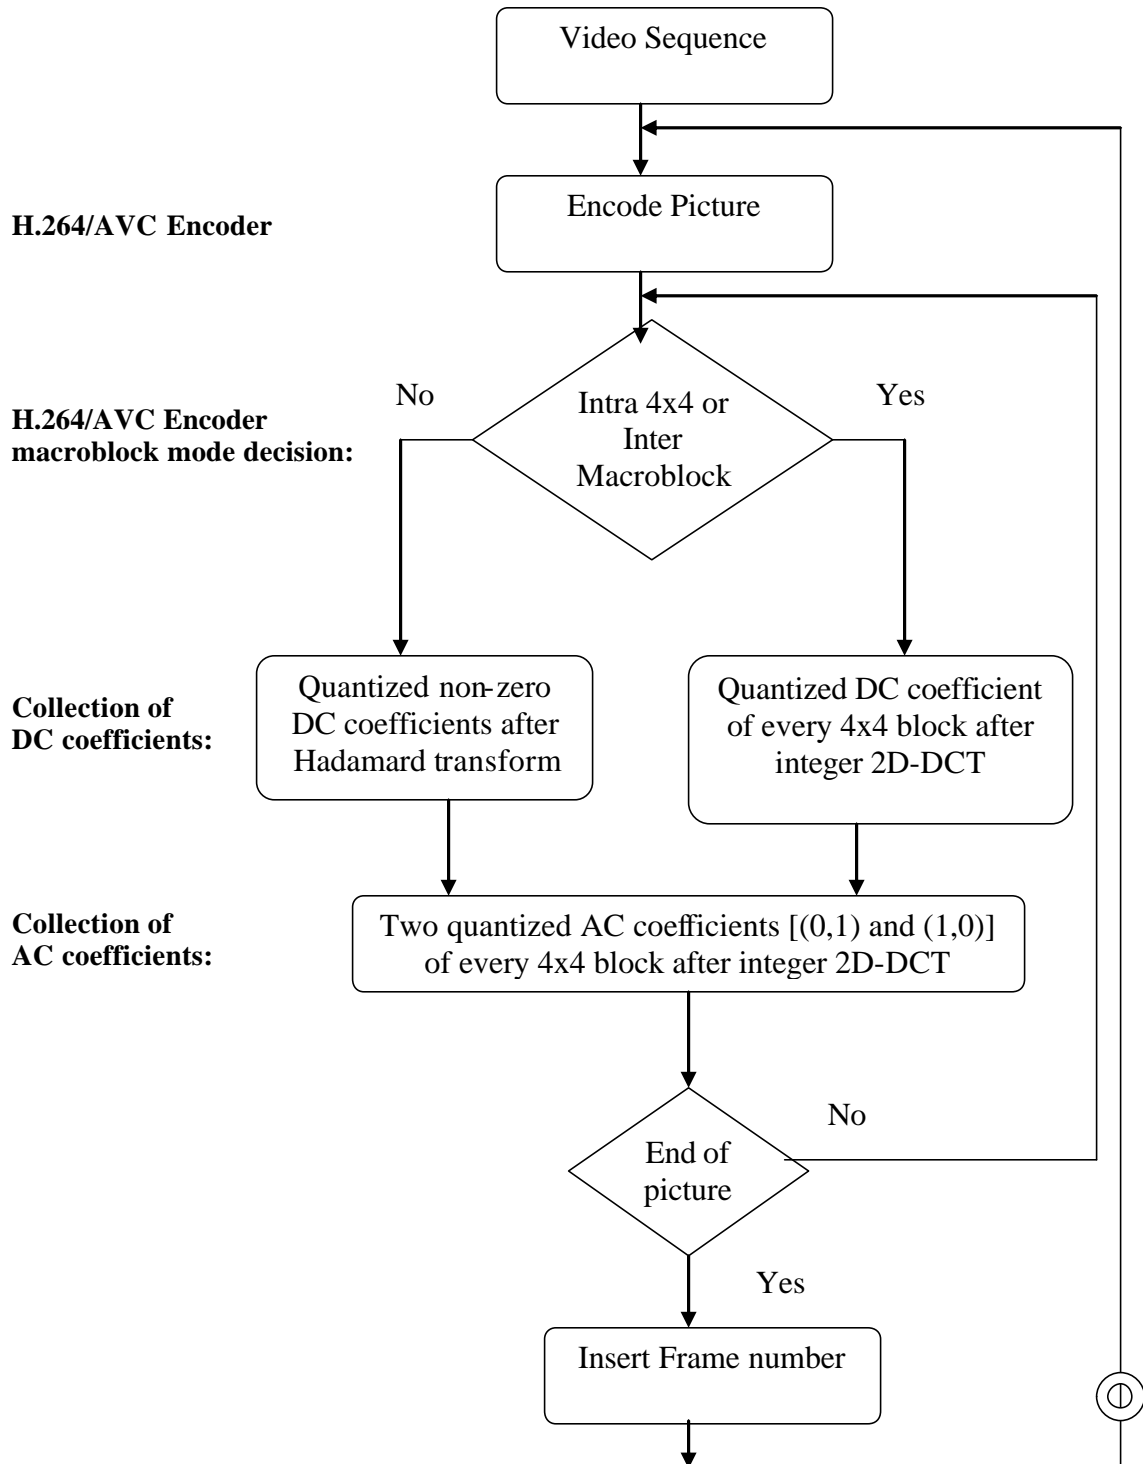 Video Sequence
Encode Picture
H.264/AVC Encoder
No
Yes
H.264/AVC Encoder
macroblock mode decision:
Intra 4x4 or
Inter
Macroblock
Collection of
DC coefficients:
Quantized non-zero
DC coefficients after
Hadamard transform
Quantized DC coefficient
of every 4x4 block after
integer 2D-DCT
Collection of
AC coefficients:
Two quantized AC coefficients [(0,1) and (1,0)]
of every 4x4 block after integer 2D-DCT
No
End of
picture
Yes
Insert Frame number